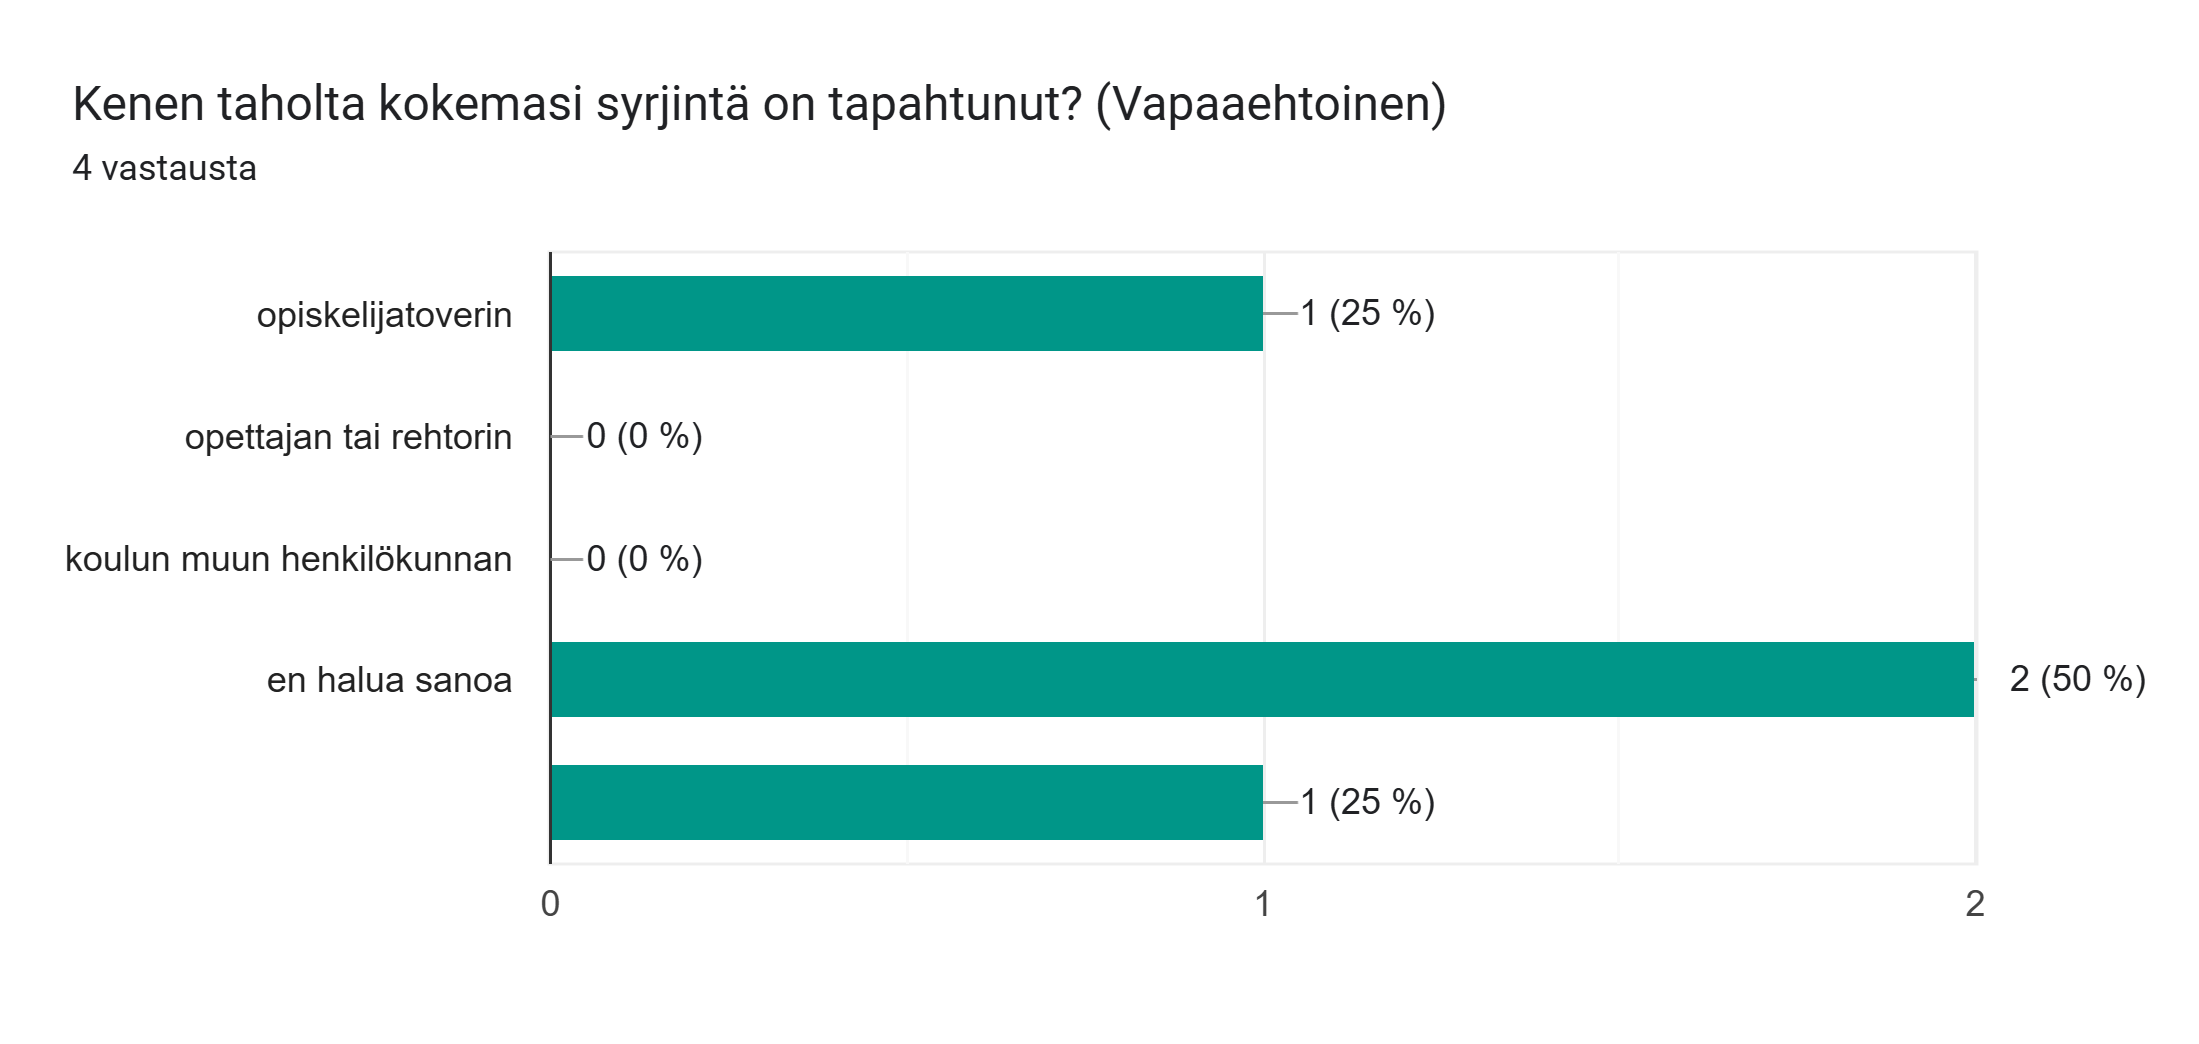 Kenen taholta kokemasi syrjintä on tapahtunut? (Vapaaehtoinen)
4 vastausta
opiskelijatoverin
1 (25 %)
opettajan tai rehtorin
0 (0 %)
koulun muun henkilökunnan
0 (0 %)
en halua sanoa
2 (50 %)
1 (25 %)
0
1
2